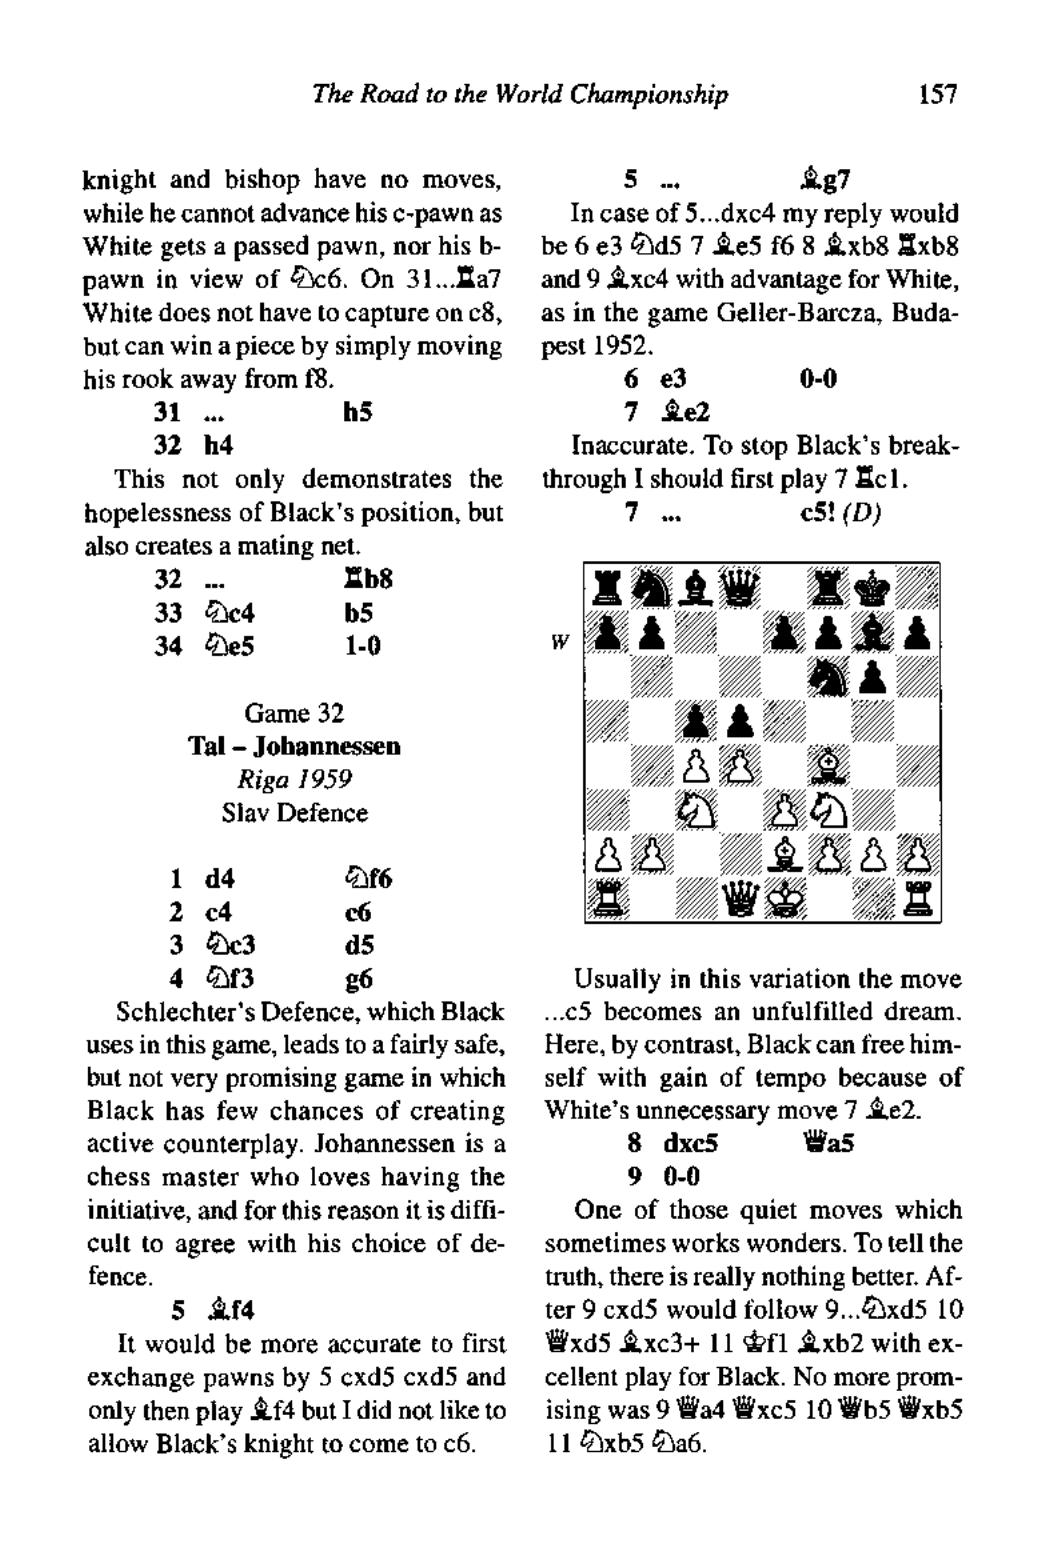 The Road to the World Championship 157
knight and bishop have no moves,
while he cannot advance his c-pawn as
White gets a passed pawn, nor his b-
pawn in view of ♘c6. On 31...♖a7
White does not have to capture on c8,
but can win a piece by simply moving
his rook away from f8.
31 ... h5
32 h4
This not only demonstrates the
hopelessness of Black's position, but
also creates a mating net.
32 ... ♖b8
33 ♘c4 b5
34 ♘e5 1-0
Game 32
Tal – Johannessen
Riga 1959
Slav Defence
1 d4 ♘f6
2 c4 c6
3 ♘c3 d5
4 ♘f3 g6
Schlechter's Defence, which Black
uses in this game, leads to a fairly safe,
but not very promising game in which
Black has few chances of creating
active counterplay. Johannessen is a
chess master who loves having the
initiative, and for this reason it is diffi-
cult to agree with his choice of de-
fence.
5 ♗f4
It would be more accurate to first
exchange pawns by 5 cxd5 cxd5 and
only then play ♗f4 but I did not like to
allow Black's knight to come to c6.
5 ... ♗g7
In case of 5...dxc4 my reply would
be 6 e3 ♘d5 7 ♗e5 f6 8 ♗xb8 ♖xb8
and 9 ♗xc4 with advantage for White,
as in the game Geller-Barcza, Buda-
pest 1952.
6 e3 0-0
7 ♗e2
Inaccurate. To stop Black's break-
through I should first play 7 ♖c1.
7 ... c5! (D)
W
Usually in this variation the move
...c5 becomes an unfulfilled dream.
Here, by contrast, Black can free him-
self with gain of tempo because of
White's unnecessary move 7 ♗e2.
8 dxc5 ♕a5
9 0-0
One of those quiet moves which
sometimes works wonders. To tell the
truth, there is really nothing better. Af-
ter 9 cxd5 would follow 9...♘xd5 10
♕xd5 ♗xc3+ 11 ♔f1 ♗xb2 with ex-
cellent play for Black. No more prom-
ising was 9 ♕a4 ♕xc5 10 ♕b5 ♕xb5
11 ♘xb5 ♘a6.